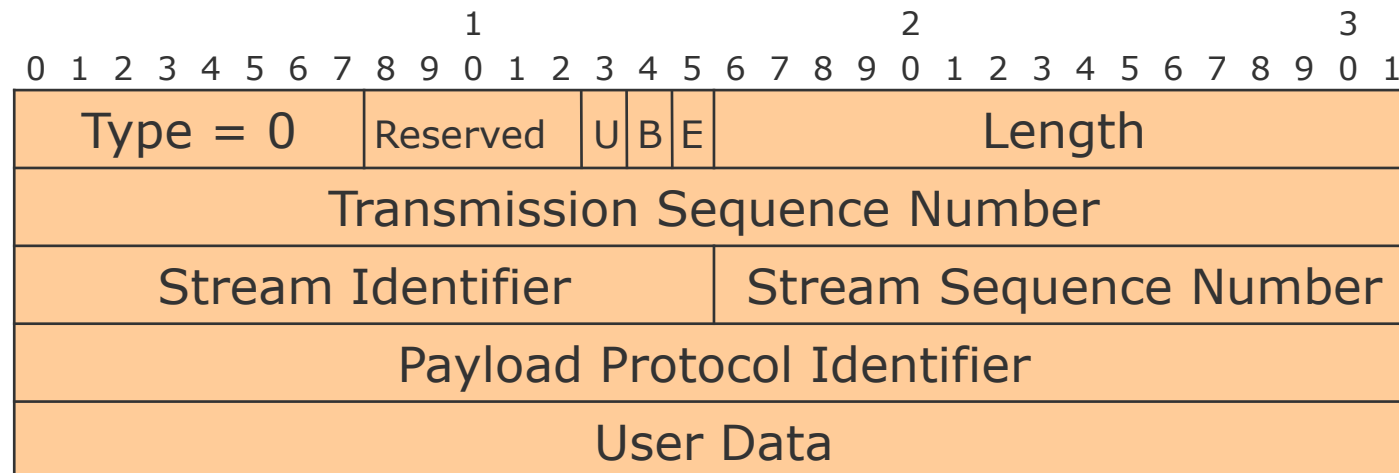 1 2 3
0 1 2 3 4 5 6 7 8 9 0 1 2 3 4 5 6 7 8 9 0 1 2 3 4 5 6 7 8 9 0 1
Type = 0 Reserved U B E Length
Transmission Sequence Number
Stream Identifier Stream Sequence Number
Payload Protocol Identifier
User Data